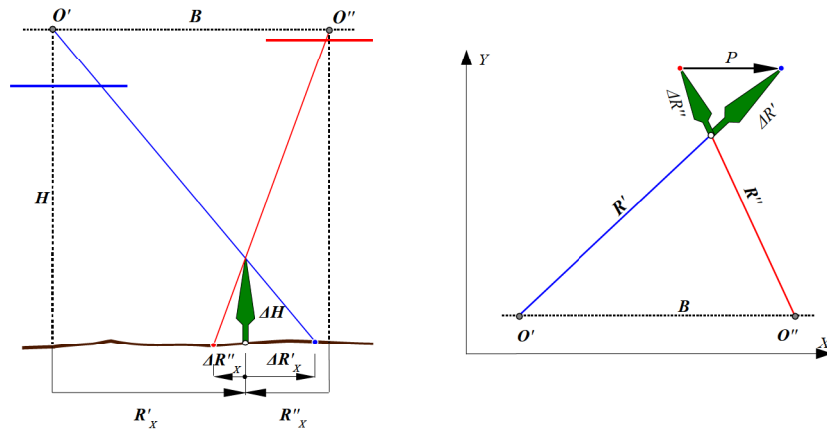 O' B O''
H
ΔH
ΔR''X ΔR'X
R'X R''X
Y
P
ΔR'' ΔR'
R' R''
B
O' O''
X